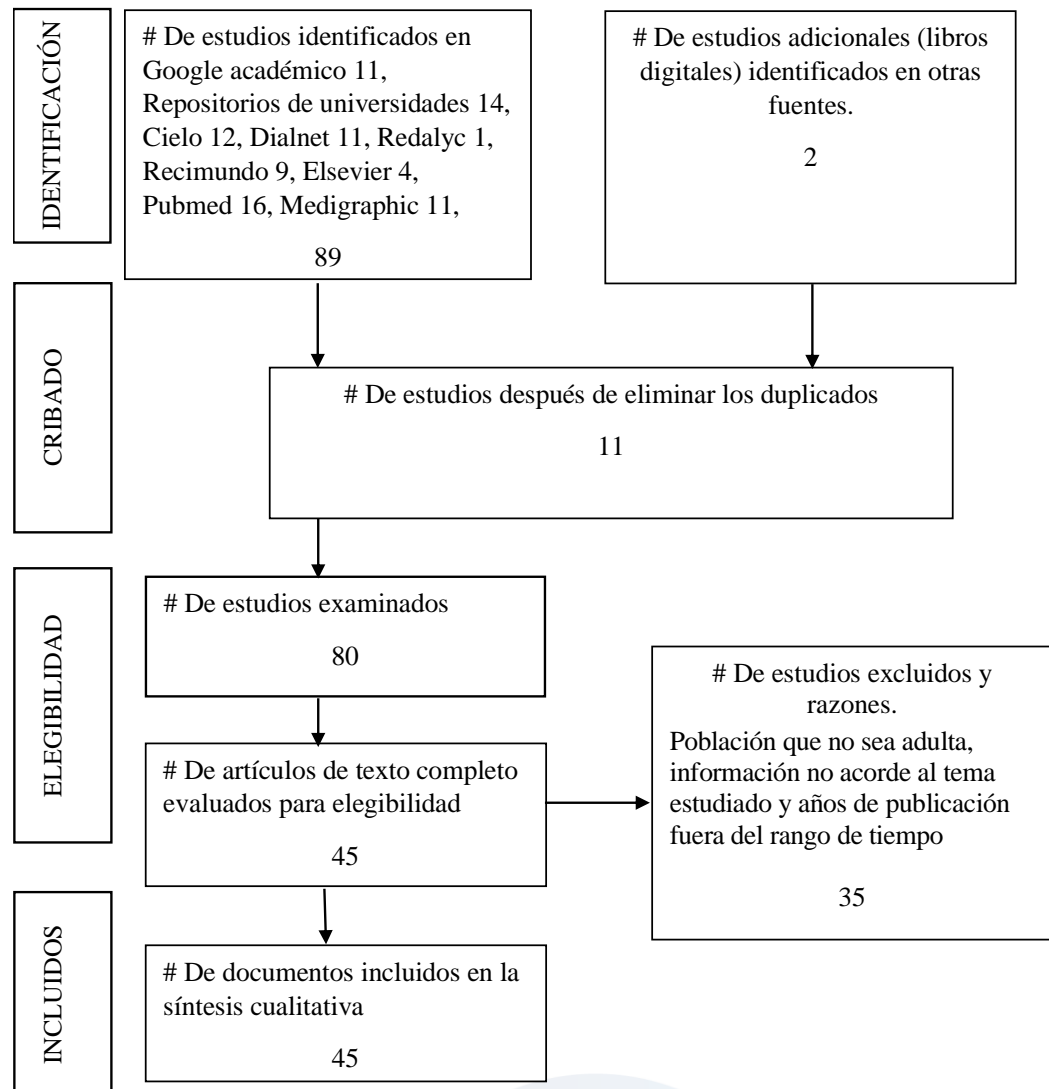 IDENTIFICACIÓN
# De estudios identificados en
Google académico 11,
Repositorios de universidades 14,
Cielo 12, Dialnet 11, Redalyc 1,
Recimundo 9, Elsevier 4,
Pubmed 16, Medigraphic 11,
89
# De estudios adicionales (libros
digitales) identificados en otras
fuentes.
2
CRIBADO
# De estudios después de eliminar los duplicados
11
ELEGIBILIDAD
# De estudios examinados
80
# De artículos de texto completo
evaluados para elegibilidad
45
# De estudios excluidos y
razones.
Población que no sea adulta,
información no acorde al tema
estudiado y años de publicación
fuera del rango de tiempo
35
INCLUIDOS
# De documentos incluidos en la
síntesis cualitativa
45